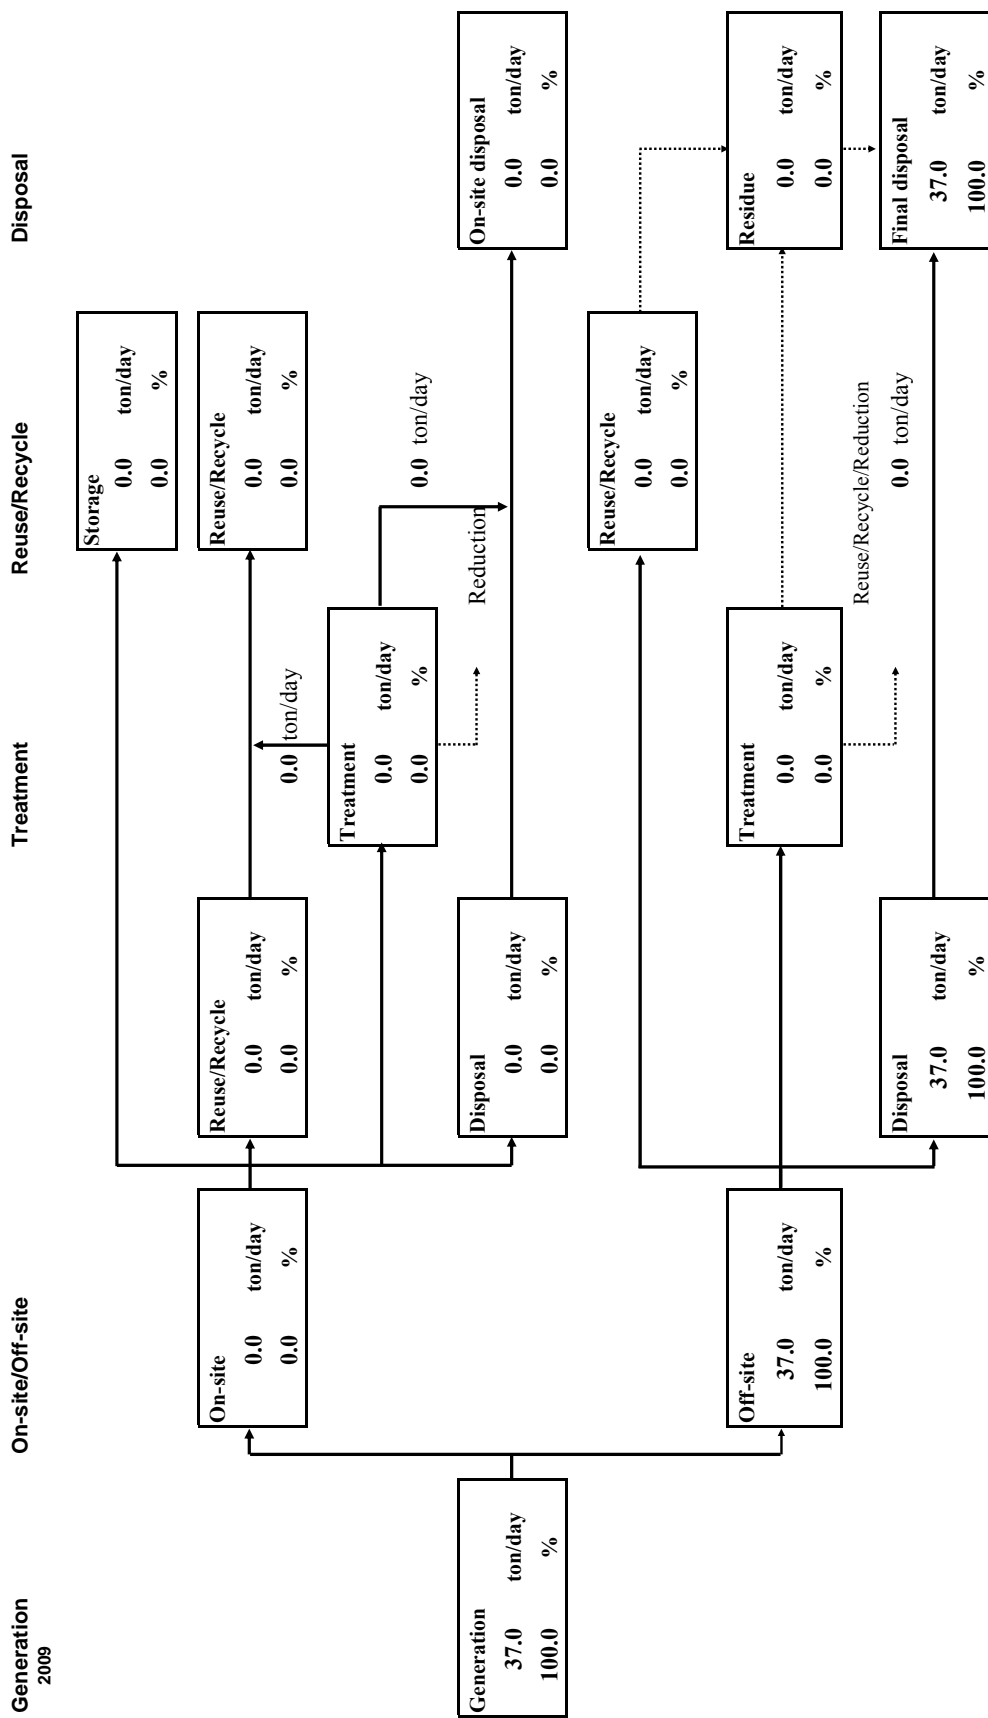 Generation
2009
On-site/Off-site
Treatment
Reuse/Recycle
Disposal
Generation
37.0 ton/day
100.0 %
On-site
0.0 ton/day
0.0 %
Off-site
37.0 ton/day
100.0 %
Reuse/Recycle
0.0 ton/day
0.0 %
Disposal
0.0 ton/day
0.0 %
Disposal
37.0 ton/day
100.0 %
0.0 ton/day
Treatment
0.0 ton/day
0.0 %
Reduction
Treatment
0.0 ton/day
0.0 %
Reuse/Recycle/Reduction
0.0 ton/day
Storage
0.0 ton/day
0.0 %
Reuse/Recycle
0.0 ton/day
0.0 %
0.0 ton/day
Reuse/Recycle
0.0 ton/day
0.0 %
On-site disposal
0.0 ton/day
0.0 %
Residue
0.0 ton/day
0.0 %
Final disposal
37.0 ton/day
100.0 %